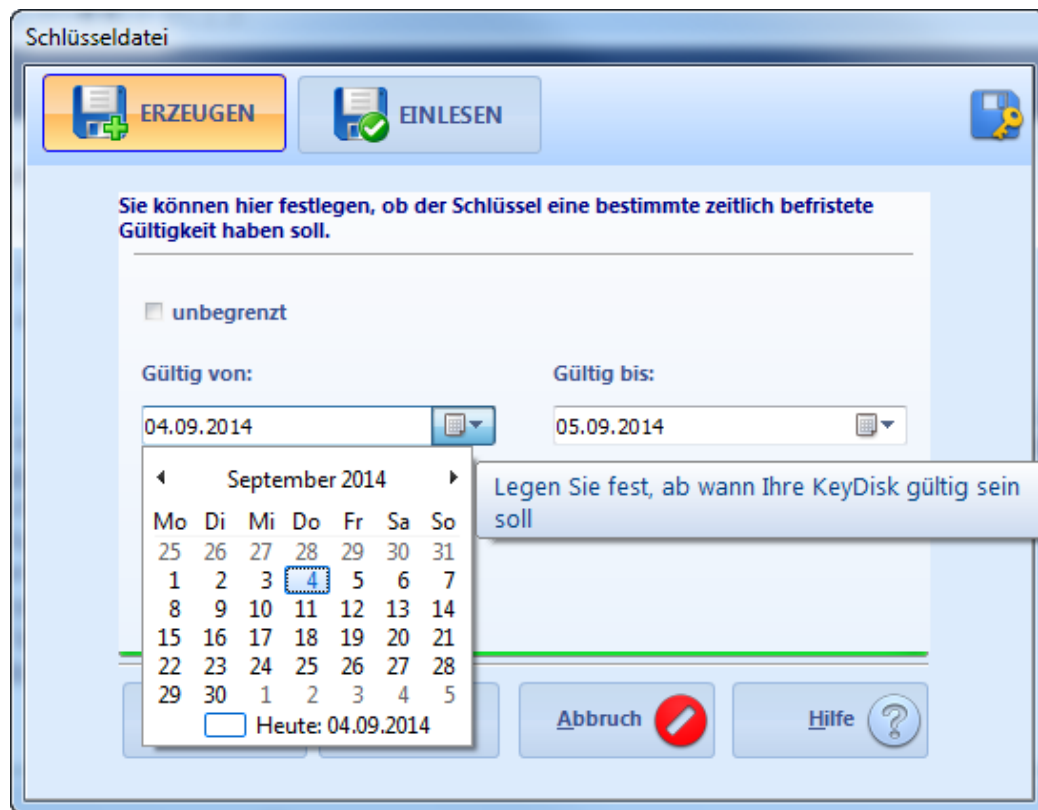 Schlüsseldatei
ERZEUGEN
EINLESEN
Sie können hier festlegen, ob der Schlüssel eine bestimmte zeitlich befristete
Gültigkeit haben soll.
unbegrenzt
Gültig von:
Gültig bis:
04.09.2014
05.09.2014
September 2014
Mo Di Mi Do Fr Sa So
25 26 27 28 29 30 31
1 2 3 4 5 6 7
8 9 10 11 12 13 14
15 16 17 18 19 20 21
22 23 24 25 26 27 28
29 30 1 2 3 4 5
Heute: 04.09.2014
Legen Sie fest, ab wann Ihre KeyDisk gültig sein
soll
Abbruch
Hilfe